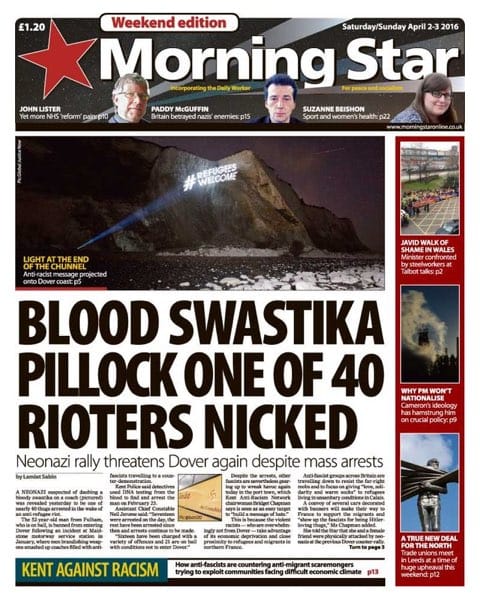 £1.20
Weekend edition
Saturday/Sunday April 2-3 2016
Morning Star
Incorporating the Daily Worker
For peace and socialism
JOHN LISTER
Yet more NHS 'reform' pain: p10
PADDY McGUFFIN
Britain betrayed nazis' enemies: p15
SUZANNE BEISHON
Sport and women's health: p22
www.morningstaronline.co.uk
Pic: Global Justice Now
#REFUGEES
WELCOME
LIGHT AT THE END
OF THE CHUNNEL
Anti-racist message projected
onto Dover coast: p5
JAVID WALK OF
SHAME IN WALES
Minister confronted
by steelworkers at
Talbot talks: p2
WHY PM WON'T
NATIONALISE
Cameron's ideology
has hamstrung him
on crucial policy: p9
A TRUE NEW DEAL
FOR THE NORTH
Trade unions meet
in Leeds at a time of
huge upheaval this
weekend: p12
BLOOD SWASTIKA
PILLOCK ONE OF 40
RIOTERS NICKED
Neonazi rally threatens Dover again despite mass arrests
by Lamiat Sabin
A NEONAZI suspected of daubing a
bloody swastika on a coach (pictured)
was revealed yesterday to be one of
nearly 40 thugs arrested in the wake of
an anti-refugee riot.
The 32-year-old man from Fulham,
who is on bail, is banned from entering
Dover following an incident at Maid-
stone motorway service station in
January, where men brandishing weap-
ons smashed up coaches filled with anti-
fascists travelling to a coun-
ter-demonstration.
Kent Police said detectives
used DNA testing from the
blood to find and arrest the
man on February 23.
Assistant Chief Constable
Neil Jerome said: "Seventeen
were arrested on the day, the
rest have been arrested since
then and arrests continue to be made.
"Sixteen have been charged with a
variety of offences and 23 are on bail
with conditions not to enter Dover."
Despite the arrests, other
fascists are nevertheless gear-
ing up to wreak havoc again
today in the port town, which
Kent Anti-Racism Network
chairwoman Bridget Chapman
says is seen as an easy target
to "build a message of hate."
"This is because the violent
racists — who are overwhelm-
ingly not from Dover — take advantage
of its economic deprivation and close
proximity to refugees and migrants in
northern France.
Anti-fascist groups across Britain are
travelling down to resist the far-right
mobs and to focus on giving "love, soli-
darity and warm socks" to refugees
living in unsanitary conditions in Calais.
A convoy of several cars decorated
with banners will make their way to
France to support the migrants and
"show up the fascists for being Hitler-
loving thugs," Ms Chapman added.
She told the Star that she and a female
friend were physically attacked by neo-
nazis at the previous Dover counter-rally.
Turn to page 3
KENT AGAINST RACISM
How anti-fascists are countering anti-migrant scaremongers
trying to exploit communities facing difficult economic climate p13